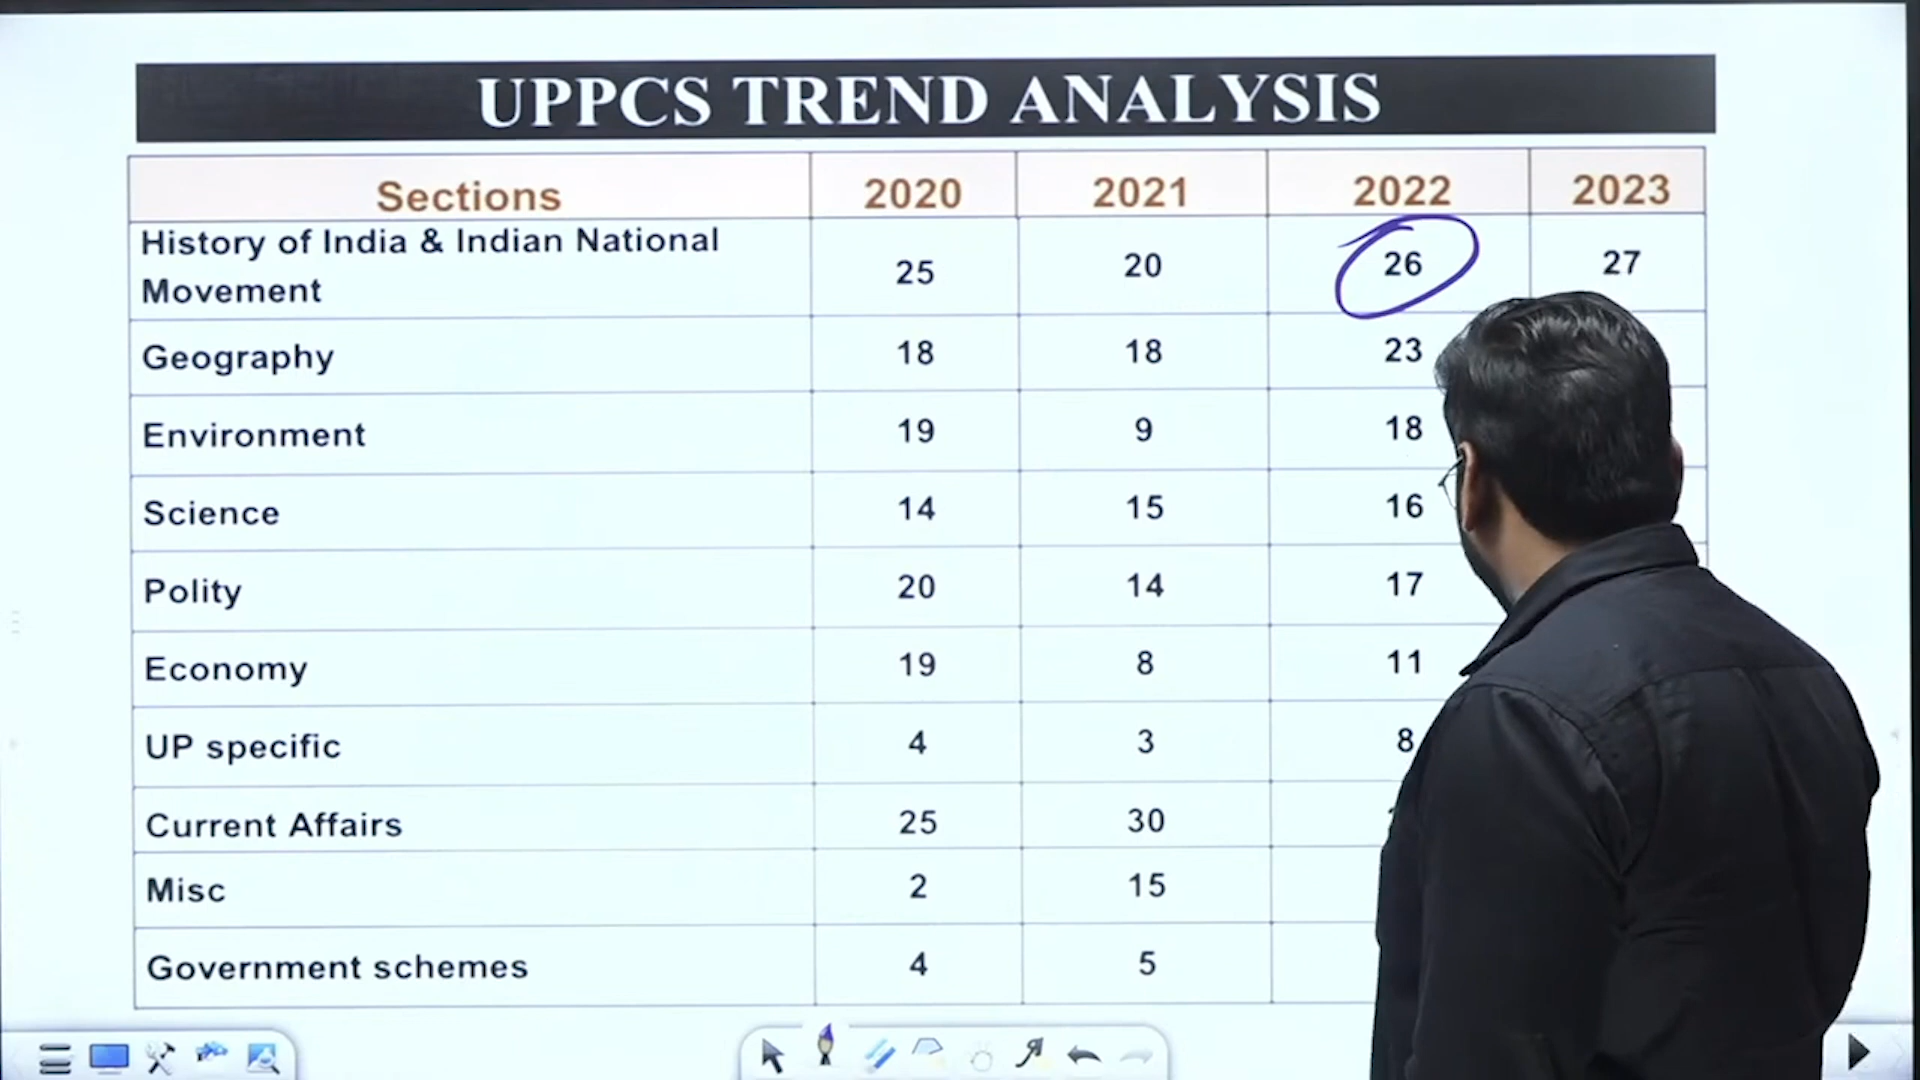 UPPCS TREND ANALYSIS
Sections 2020 2021 2022 2023
History of India & Indian National
Movement 25 20 26 27
Geography 18 18 23
Environment 19 9 18
Science 14 15 16
Polity 20 14 17
Economy 19 8 11
UP specific 4 3 8
Current Affairs 25 30
Misc 2 15
Government schemes 4 5